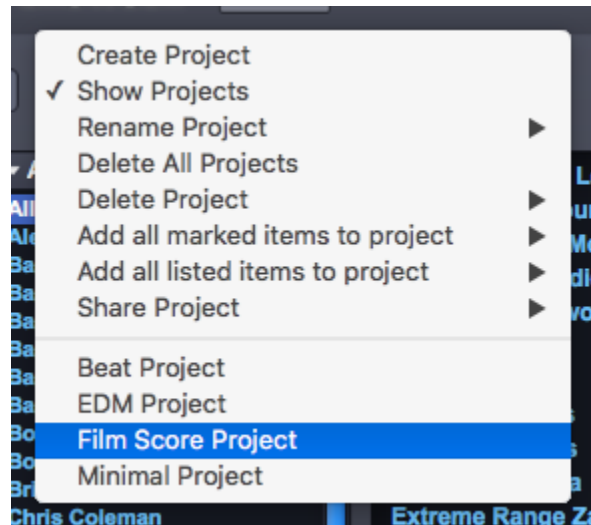 Create Project
✓ Show Projects
Rename Project ▶
Delete All Projects
Delete Project ▶
Add all marked items to project ▶
Add all listed items to project ▶
Share Project ▶
Beat Project
EDM Project
Film Score Project
Minimal Project
Chris Coleman
Extreme Range